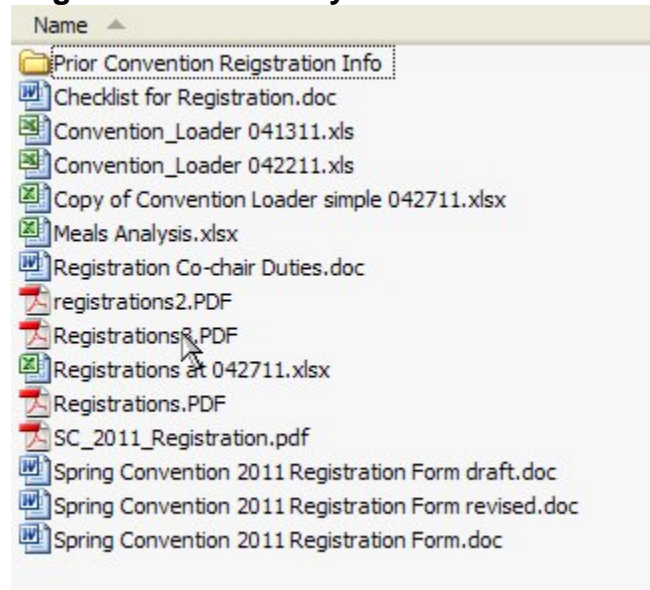 Name
Prior Convention Reigstration Info
Checklist for Registration.doc
Convention_Loader 041311.xls
Convention_Loader 042211.xls
Copy of Convention Loader simple 042711.xlsx
Meals Analysis.xlsx
Registration Co-chair Duties.doc
registrations2.PDF
Registrations3.PDF
Registrations at 042711.xlsx
Registrations.PDF
SC_2011_Registration.pdf
Spring Convention 2011 Registration Form draft.doc
Spring Convention 2011 Registration Form revised.doc
Spring Convention 2011 Registration Form.doc